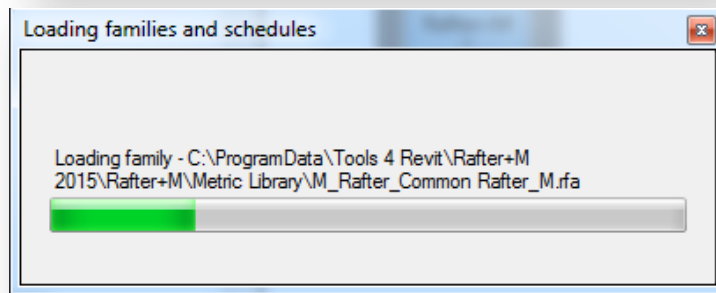 Loading families and schedules
Loading family - C:\ProgramData\Tools 4 Revit\Rafter+M
2015\Rafter+M\Metric Library\M_Rafter_Common Rafter_M.rfa